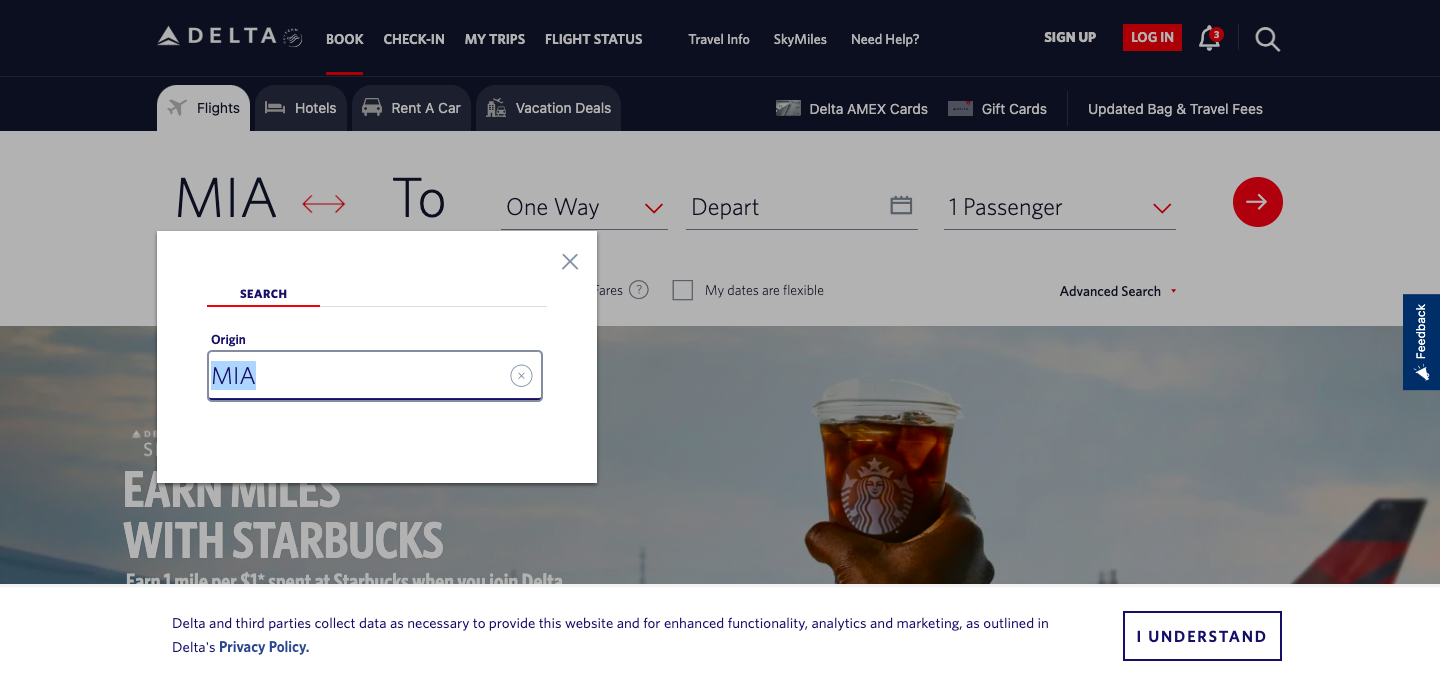 DELTA
BOOK
CHECK-IN
MY TRIPS
FLIGHT STATUS
Travel Info
SkyMiles
Need Help?
SIGN UP
LOG IN
3
Flights
Hotels
Rent A Car
Vacation Deals
Delta AMEX Cards
Gift Cards
Updated Bag & Travel Fees
MIA
To
One Way
Depart
1 Passenger
Fares
?
My dates are flexible
Advanced Search
SEARCH
Origin
MIA
Feedback
EARN MILES
WITH STARBUCKS
Earn 1 mile per $1* spent at Starbucks when you join Delta
Delta and third parties collect data as necessary to provide this website and for enhanced functionality, analytics and marketing, as outlined in
Delta's Privacy Policy.
I UNDERSTAND